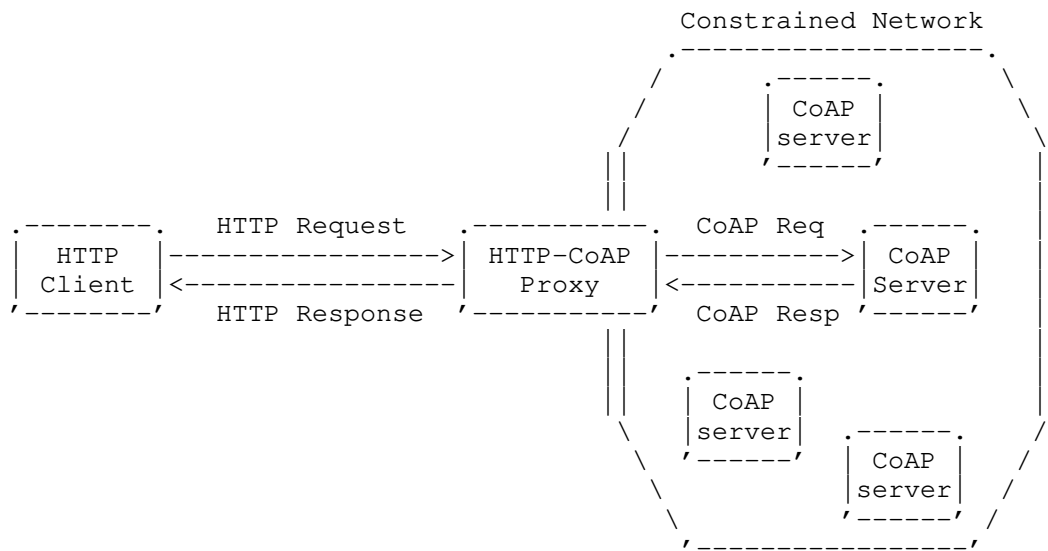 Constrained Network
CoAP
server
HTTP Request
CoAP Req
HTTP
Client
HTTP-CoAP
Proxy
CoAP
Server
HTTP Response
CoAP Resp
CoAP
server
CoAP
server